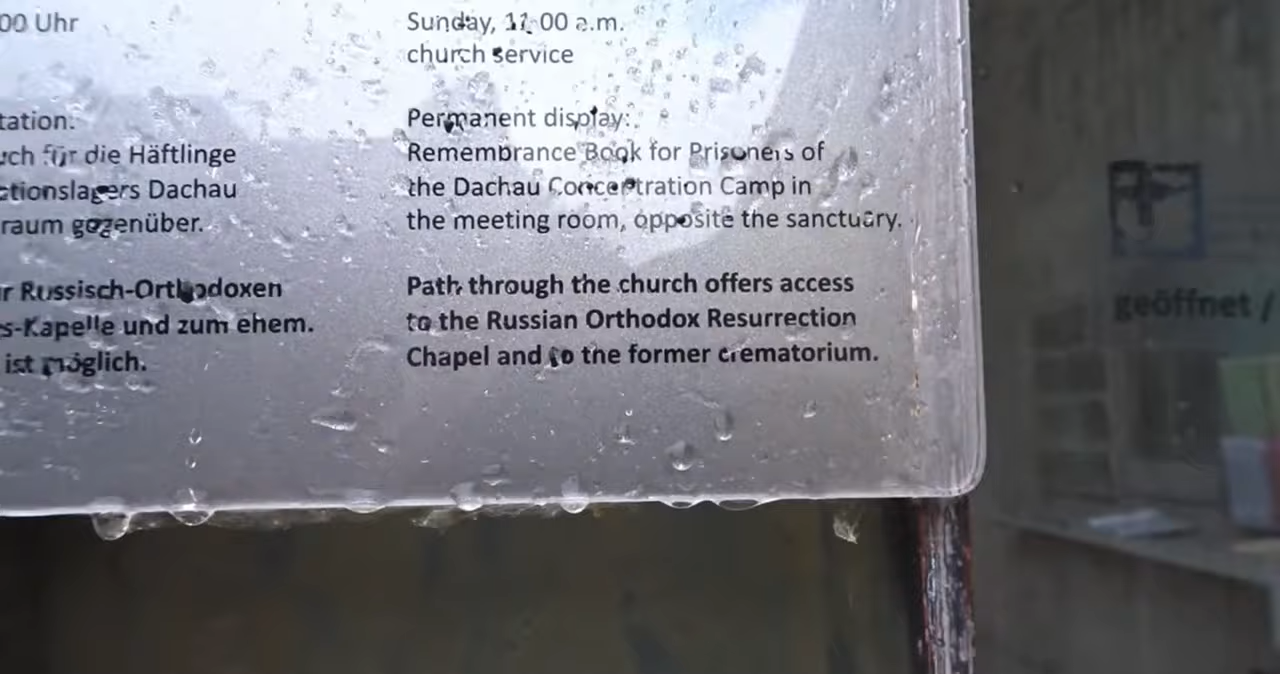 00 Uhr
tation:
uch für die Häftlinge
ctionslagers Dachau
raum gegenüber.
r Russisch-Orthodoxen
s-Kapelle und zum ehem.
ist möglich.
Sunday, 11:00 a.m.
church service
Permanent display:
Remembrance Book for Prisoners of
the Dachau Concentration Camp in
the meeting room, opposite the sanctuary.
Path through the church offers access
to the Russian Orthodox Resurrection
Chapel and to the former crematorium.
geöffnet /